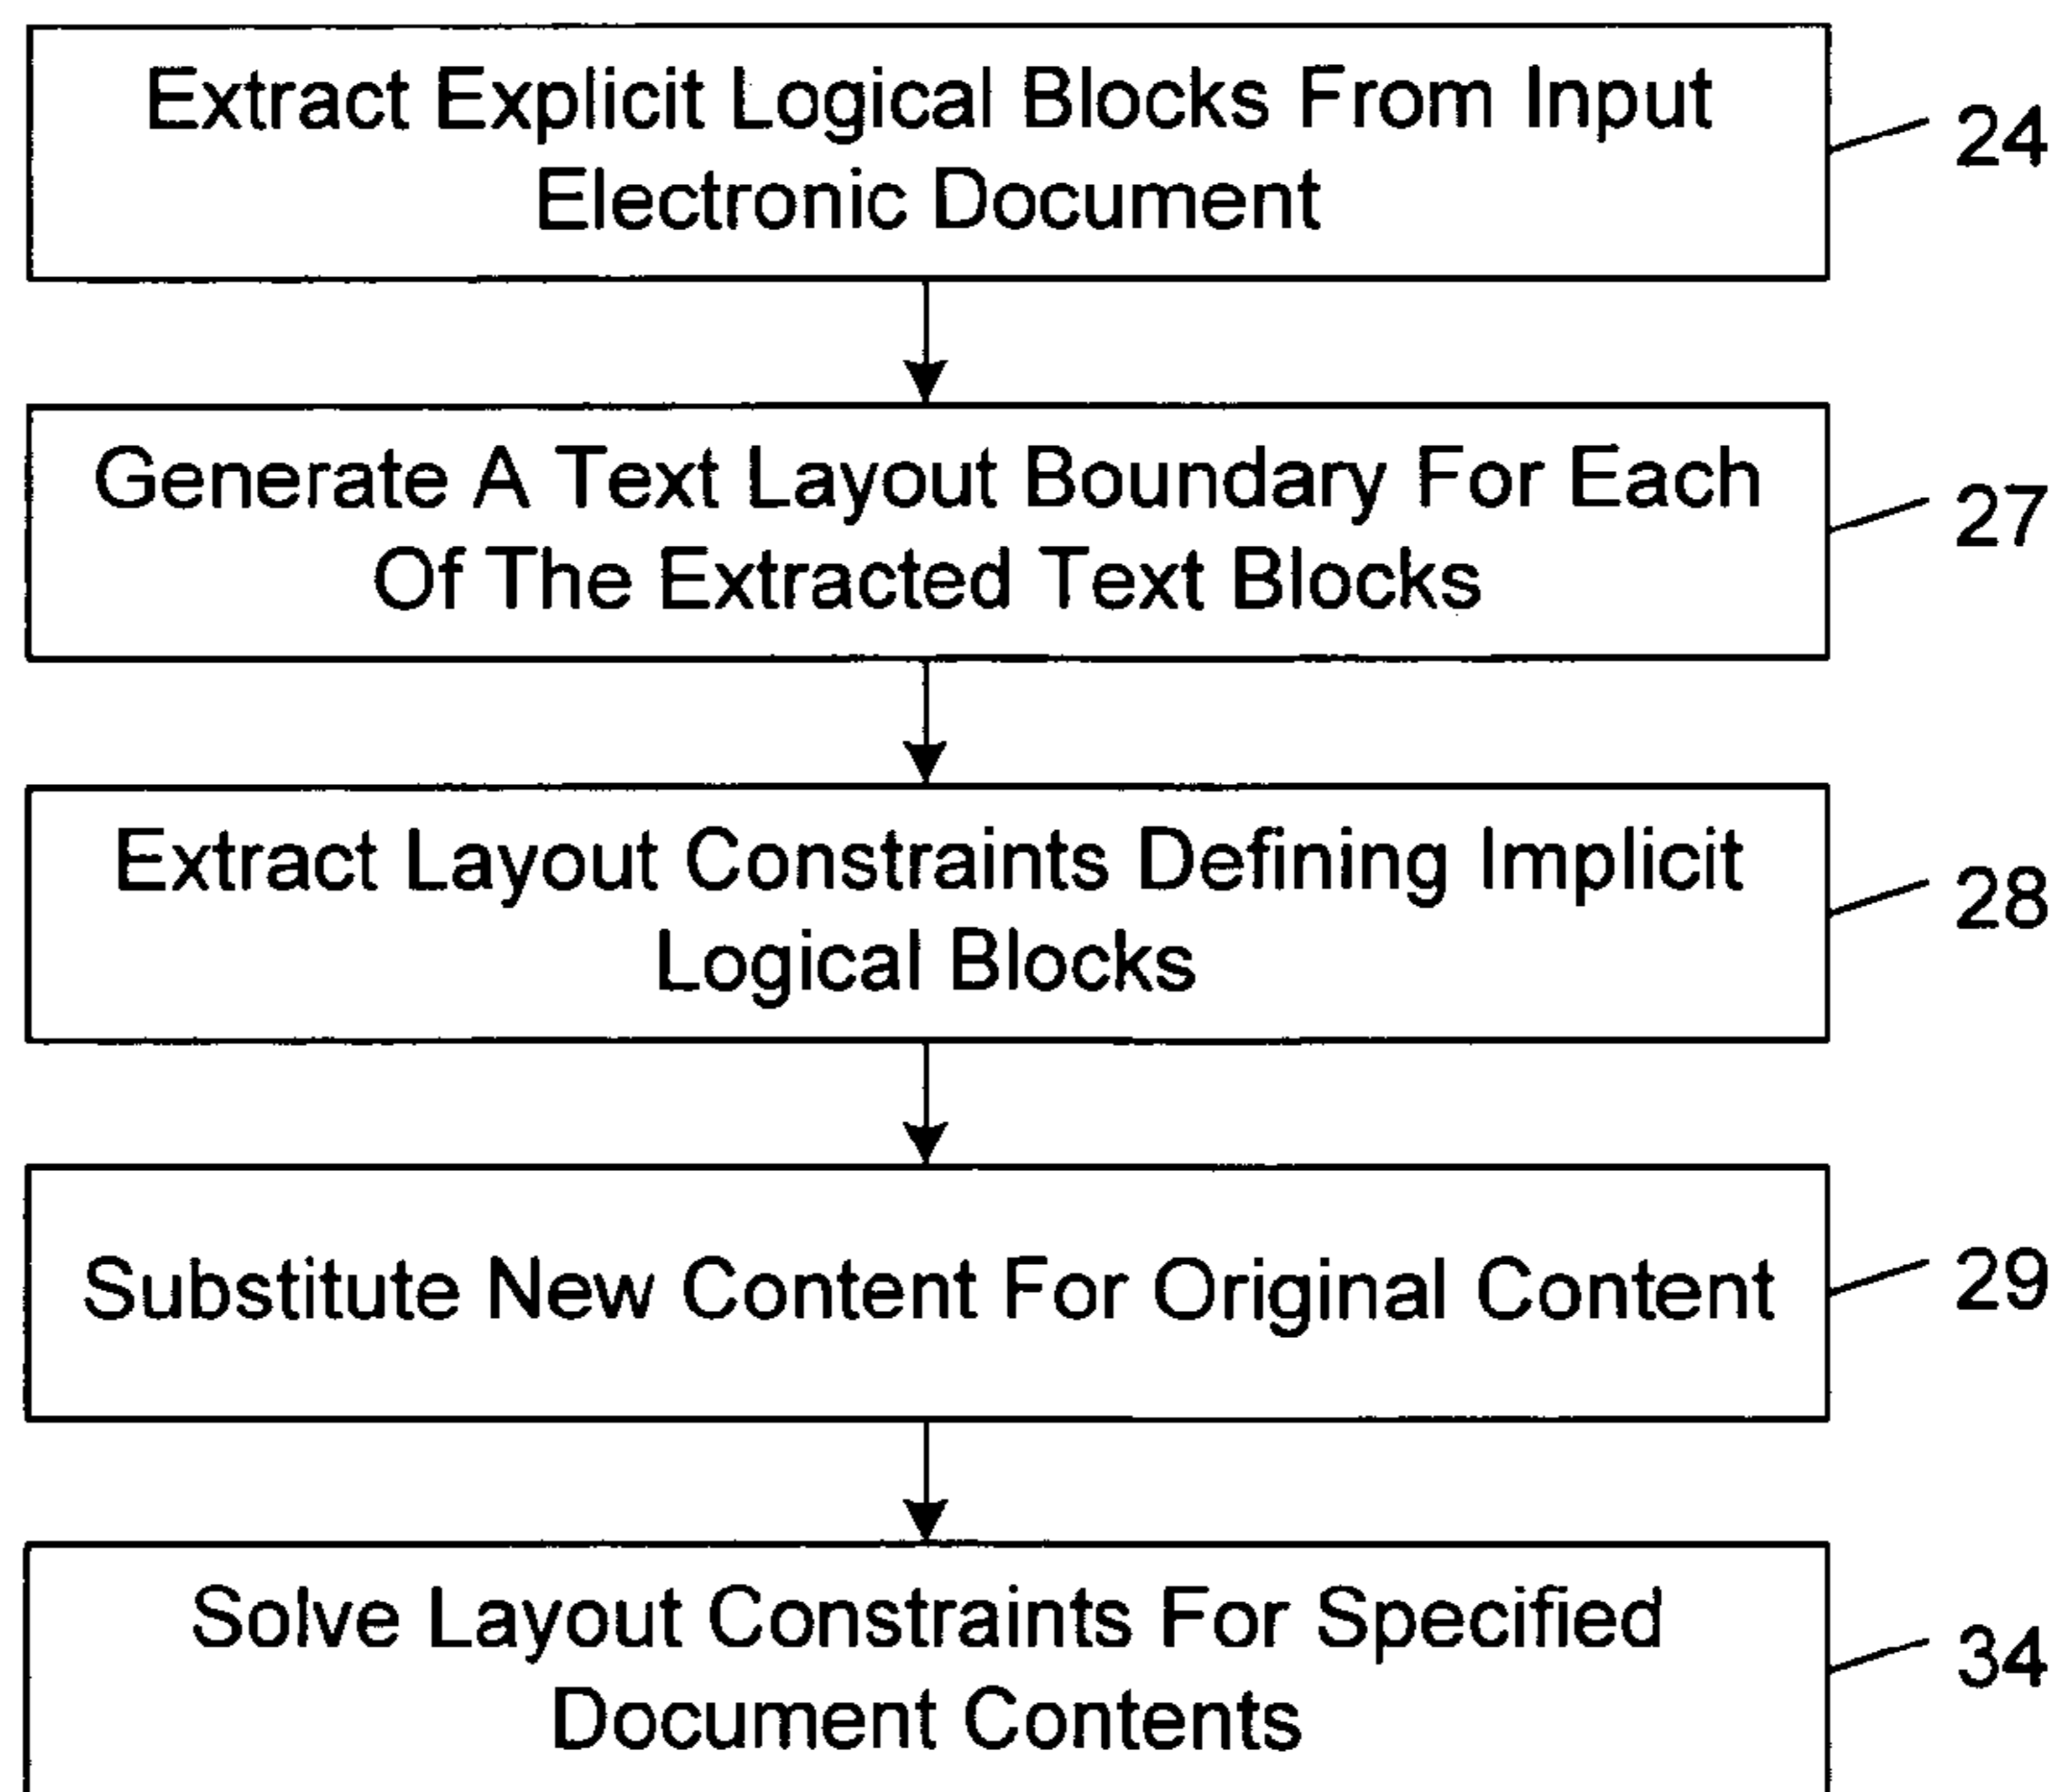 Extract Explicit Logical Blocks From Input
Electronic Document
24
Generate A Text Layout Boundary For Each
Of The Extracted Text Blocks
27
Extract Layout Constraints Defining Implicit
Logical Blocks
28
Substitute New Content For Original Content
29
Solve Layout Constraints For Specified
Document Contents
34